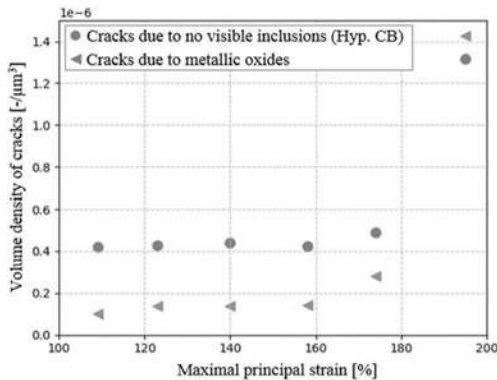 1e−6
Cracks due to no visible inclusions (Hyp. CB)
Cracks due to metallic oxides
1.4
1.2
1.0
0.8
0.6
0.4
0.2
0.0
Volume density of cracks [-/µm³]
100 120 140 160 180 200
Maximal principal strain [%]